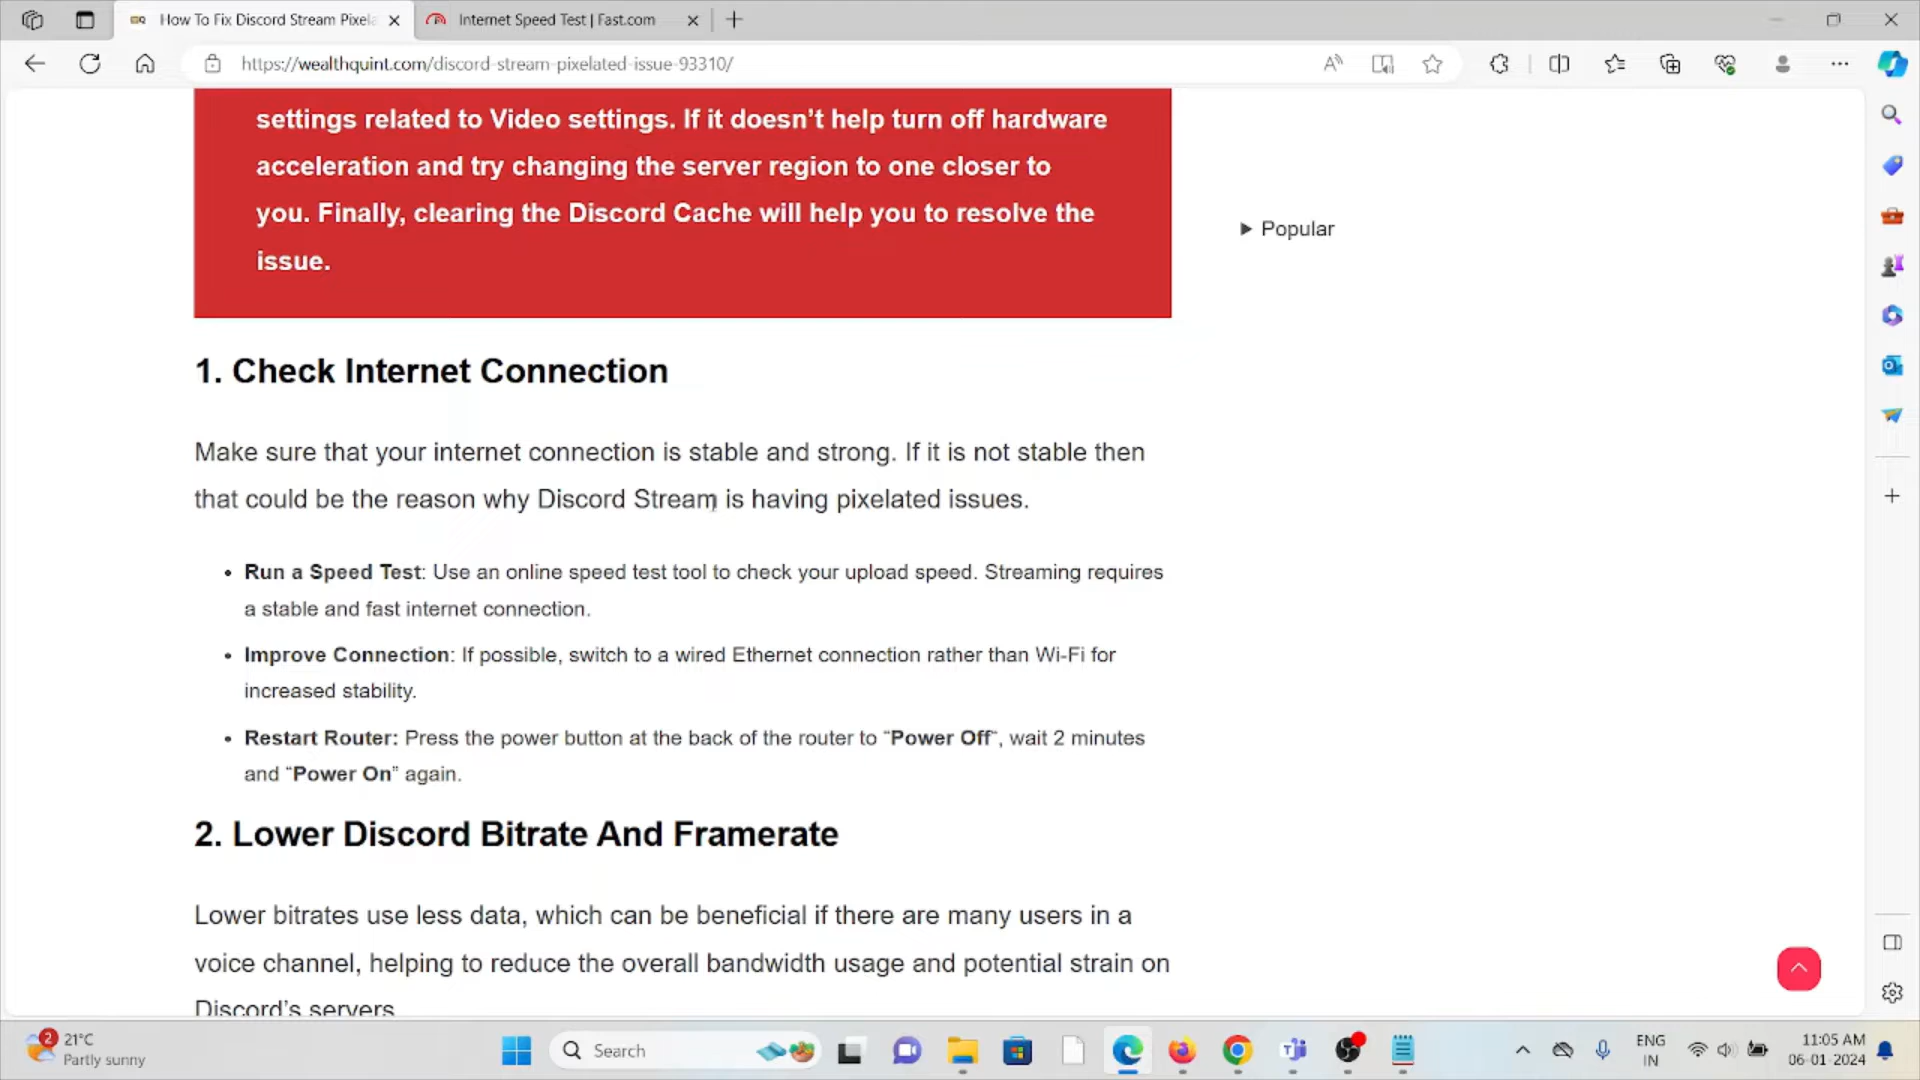 How To Fix Discord Stream Pixela
Internet Speed Test | Fast.com
https://wealthquint.com/discord-stream-pixelated-issue-93310/
settings related to Video settings. If it doesn’t help turn off hardware
acceleration and try changing the server region to one closer to
you. Finally, clearing the Discord Cache will help you to resolve the
issue.
Popular
1. Check Internet Connection
Make sure that your internet connection is stable and strong. If it is not stable then
that could be the reason why Discord Stream is having pixelated issues.
• Run a Speed Test: Use an online speed test tool to check your upload speed. Streaming requires
a stable and fast internet connection.
• Improve Connection: If possible, switch to a wired Ethernet connection rather than Wi-Fi for
increased stability.
• Restart Router: Press the power button at the back of the router to “Power Off“, wait 2 minutes
and “Power On” again.
2. Lower Discord Bitrate And Framerate
Lower bitrates use less data, which can be beneficial if there are many users in a
voice channel, helping to reduce the overall bandwidth usage and potential strain on
Discord’s servers
2
21°C
Partly sunny
Search
ENG
IN
11:05 AM
06-01-2024